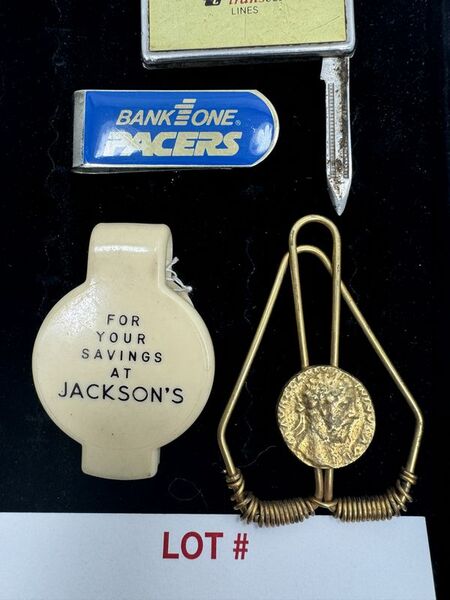 LINES
BANK ONE®
PACERS
FOR
YOUR
SAVINGS
AT
JACKSON'S
LOT #